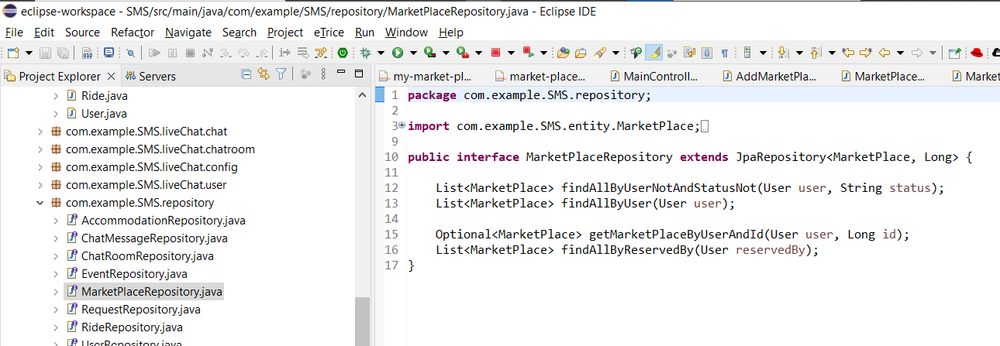 eclipse-workspace - SMS/src/main/java/com/example/SMS/repository/MarketPlaceRepository.java - Eclipse IDE
File Edit Source Refactor Navigate Search Project eTrice Run Window Help
Project Explorer Servers
my-market-pl... market-place... MainControll... AddMarketPla... MarketPlace... Market
Ride.java
User.java
com.example.SMS.liveChat.chat
com.example.SMS.liveChat.chatroom
com.example.SMS.liveChat.config
com.example.SMS.liveChat.user
com.example.SMS.repository
AccommodationRepository.java
ChatMessageRepository.java
ChatRoomRepository.java
EventRepository.java
MarketPlaceRepository.java
RequestRepository.java
RideRepository.java
UserRepository.java
1 package com.example.SMS.repository;
2
3 import com.example.SMS.entity.MarketPlace;
9
10 public interface MarketPlaceRepository extends JpaRepository<MarketPlace, Long> {
11
12 List<MarketPlace> findAllByUserNotAndStatusNot(User user, String status);
13 List<MarketPlace> findAllByUser(User user);
14
15 Optional<MarketPlace> getMarketPlaceByUserAndId(User user, Long id);
16 List<MarketPlace> findAllByReservedBy(User reservedBy);
17 }